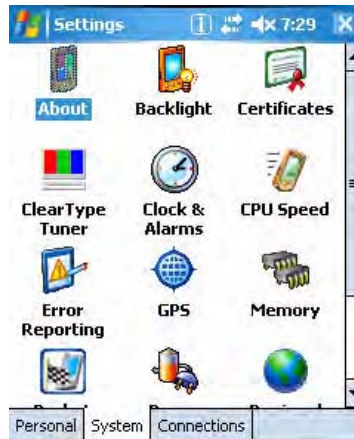 Settings 7:29
About Backlight Certificates
ClearType Clock & CPU Speed
Tuner Alarms
Error GPS Memory
Reporting
Personal System Connections